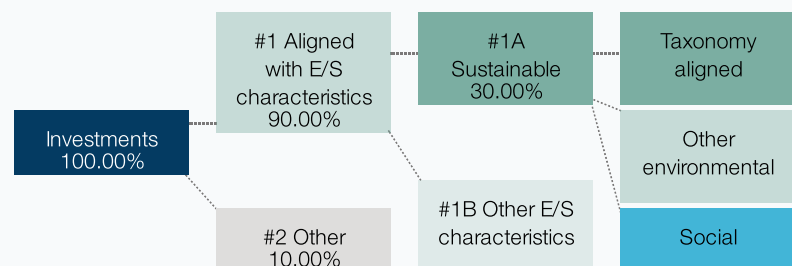 Investments
100.00%
#1 Aligned
with E/S
characteristics
90.00%
#2 Other
10.00%
#1A
Sustainable
30.00%
#1B Other E/S
characteristics
Taxonomy
aligned
Other
environmental
Social